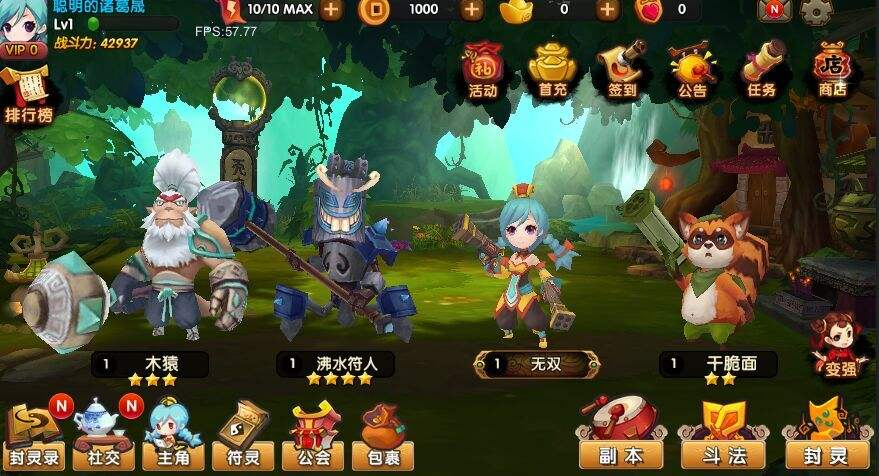 聪明的诸葛晟
Lv1
VIP 0
战斗力: 42937
10/10 MAX
1000
0
0
N
FPS:57.77
排行榜
福
活动
首充
签到
公告
任务
店
商店
1 木猿
1 沸水符人
1 无双
1 干脆面
变强
N
N
封灵录
社交
主角
符灵
公会
包裹
副本
斗法
封灵